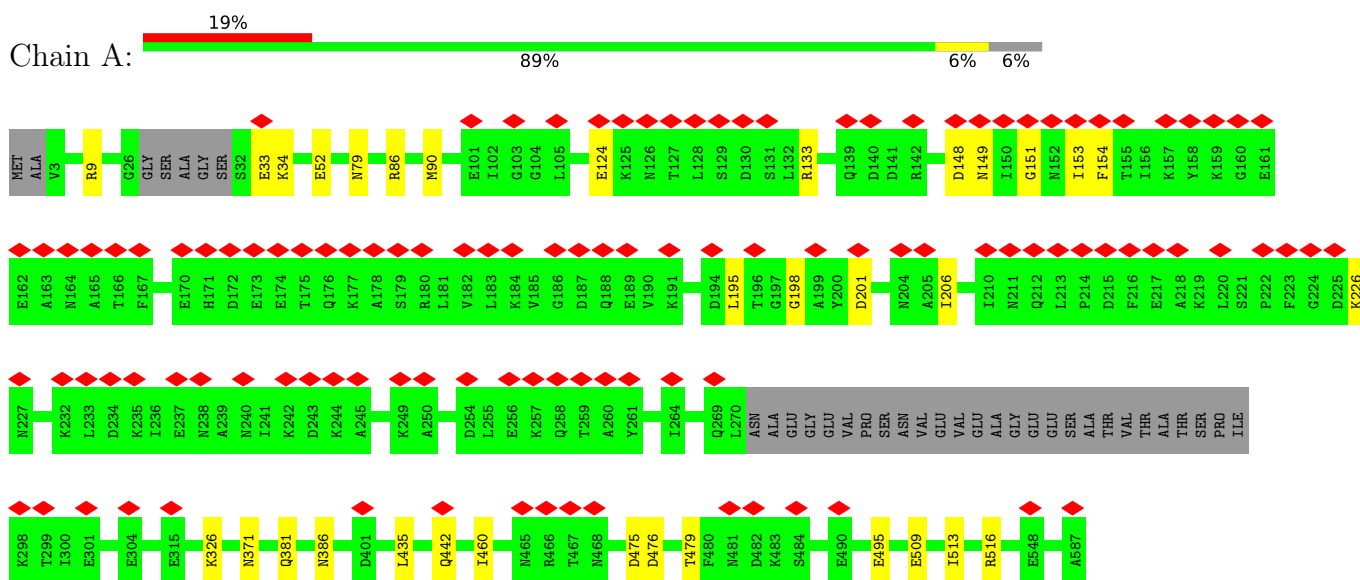 19%
Chain A:
89% 6% 6%
MET ALA V3 R9 G26 GLY SER ALA GLY SER S32 E33 K34 E52 N79 R86 M90 E101 I102 G103 G104 L105 E124 K125 N126 T127 L128 S129 D130 S131 L132 R133 Q139 D140 D141 R142 D148 N149 I150 G151 N152 I153 F154 T155 I156 K157 Y158 K159 G160 E161
E162 A163 N164 A165 T166 F167 E170 H171 D172 E173 E174 T175 Q176 K177 A178 S179 R180 L181 V182 L183 K184 V185 G186 D187 Q188 E189 V190 K191 D194 L195 T196 G197 G198 A199 Y200 D201 N204 A205 I206 I210 N211 Q212 L213 P214 D215 F216 E217 A218 K219 L220 S221 P222 F223 G224 D225 K226
N227 K232 L233 D234 K235 I236 E237 N238 A239 N240 I241 K242 D243 K244 A245 K249 A250 D254 L255 E256 K257 Q258 T259 A260 Y261 I264 Q269 L270 ASN ALA GLU GLY GLU VAL PRO SER ASN VAL GLU VAL GLU ALA GLY GLU GLU SER ALA THR VAL THR ALA THR SER PRO ILE
K298 T299 I300 E301 E304 E315 K326 N371 Q381 N386 D401 L435 Q442 I460 N465 R466 T467 N468 D475 D476 T479 F480 N481 D482 K483 S484 E490 E495 E509 I513 R516 E548 A587